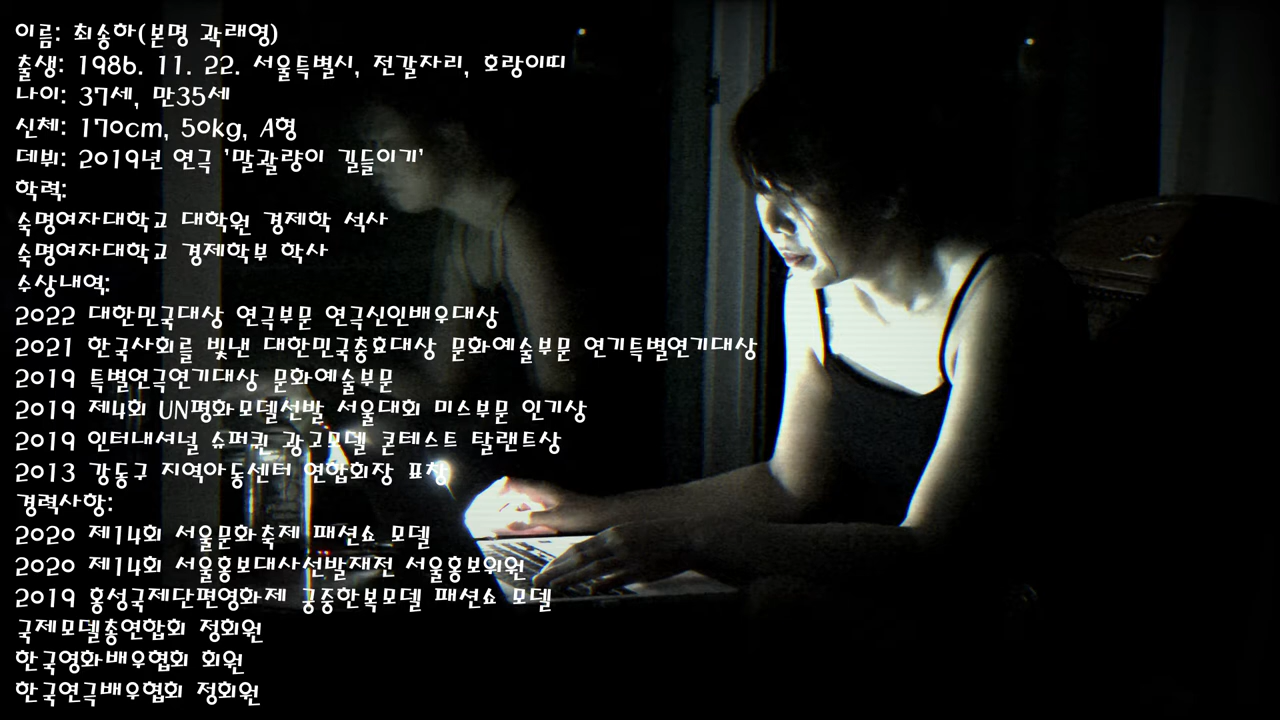 이름: 최송하(본명 곽래영)
출생: 1986. 11. 22. 서울특별시, 전갈자리, 호랑이띠
나이: 37세, 만35세
신체: 170cm, 50kg, A형
데뷔: 2019년 연극 '말괄량이 길들이기'
학력:
숙명여자대학교 대학원 경제학 석사
숙명여자대학교 경제학부 학사
수상내역:
2022 대한민국대상 연극부문 연극신인배우대상
2021 한국사회를 빛낸 대한민국충효대상 문화예술부문 연기특별연기대상
2019 특별연극연기대상 문화예술부문
2019 제4회 UN평화모델선발 서울대회 미스부문 인기상
2019 인터내셔널 슈퍼퀸 광고모델 콘테스트 탈랜트상
2013 강동구 지역아동센터 연합회장 표창
경력사항:
2020 제14회 서울문화축제 패션쇼 모델
2020 제14회 서울홍보대사선발재전 서울홍보위원
2019 홍성국제단편영화제 궁중한복모델 패션쇼 모델
국제모델총연합회 정회원
한국영화배우협회 회원
한국연극배우협회 정회원